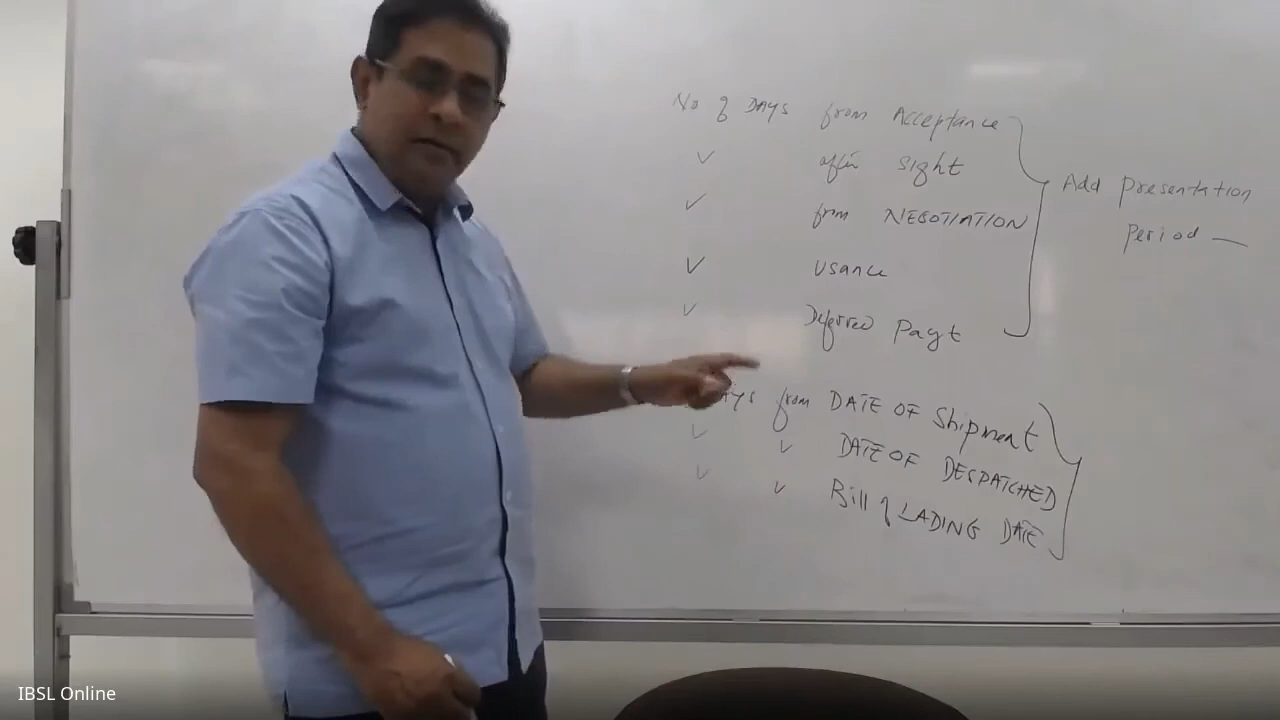 No of DAYS from Acceptance
✓ after sight
✓ from NEGOTIATION
✓ usance
✓ Deferred Payt
Add presentation
Period —
Days from DATE OF Shipment
✓ ✓ DATE OF DESPATCHED
✓ ✓ Bill of LADING DATE
IBSL Online